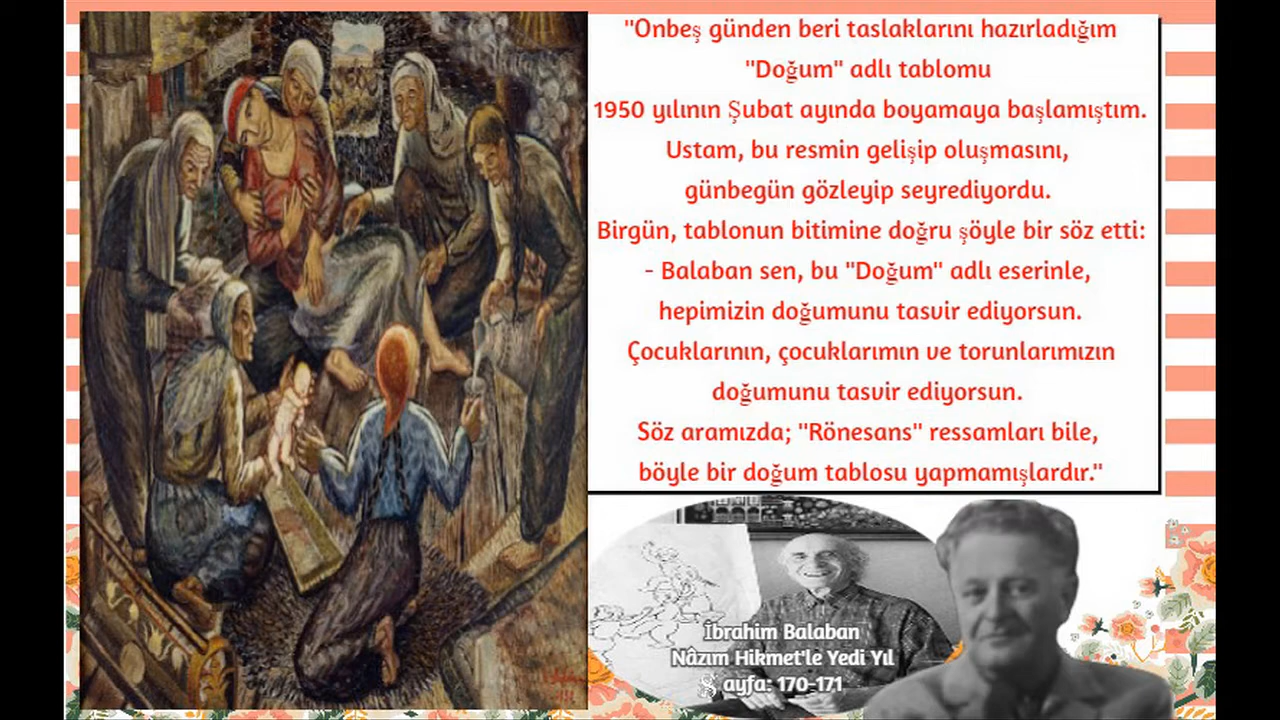 "Onbeş günden beri taslaklarını hazırladığım
"Doğum" adlı tablomu
1950 yılının Şubat ayında boyamaya başlamıştım.
Ustam, bu resmin gelişip oluşmasını,
günbegün gözleyip seyrediyordu.
Birgün, tablonun bitimine doğru şöyle bir söz etti:
- Balaban sen, bu "Doğum" adlı eserinle,
hepimizin doğumunu tasvir ediyorsun.
Çocuklarının, çocuklarımın ve torunlarımızın
doğumunu tasvir ediyorsun.
Söz aramızda; "Rönesans" ressamları bile,
böyle bir doğum tablosu yapmamışlardır."
İbrahim Balaban
Nâzım Hikmet'le Yedi Yıl
Ş ayfa: 170-171